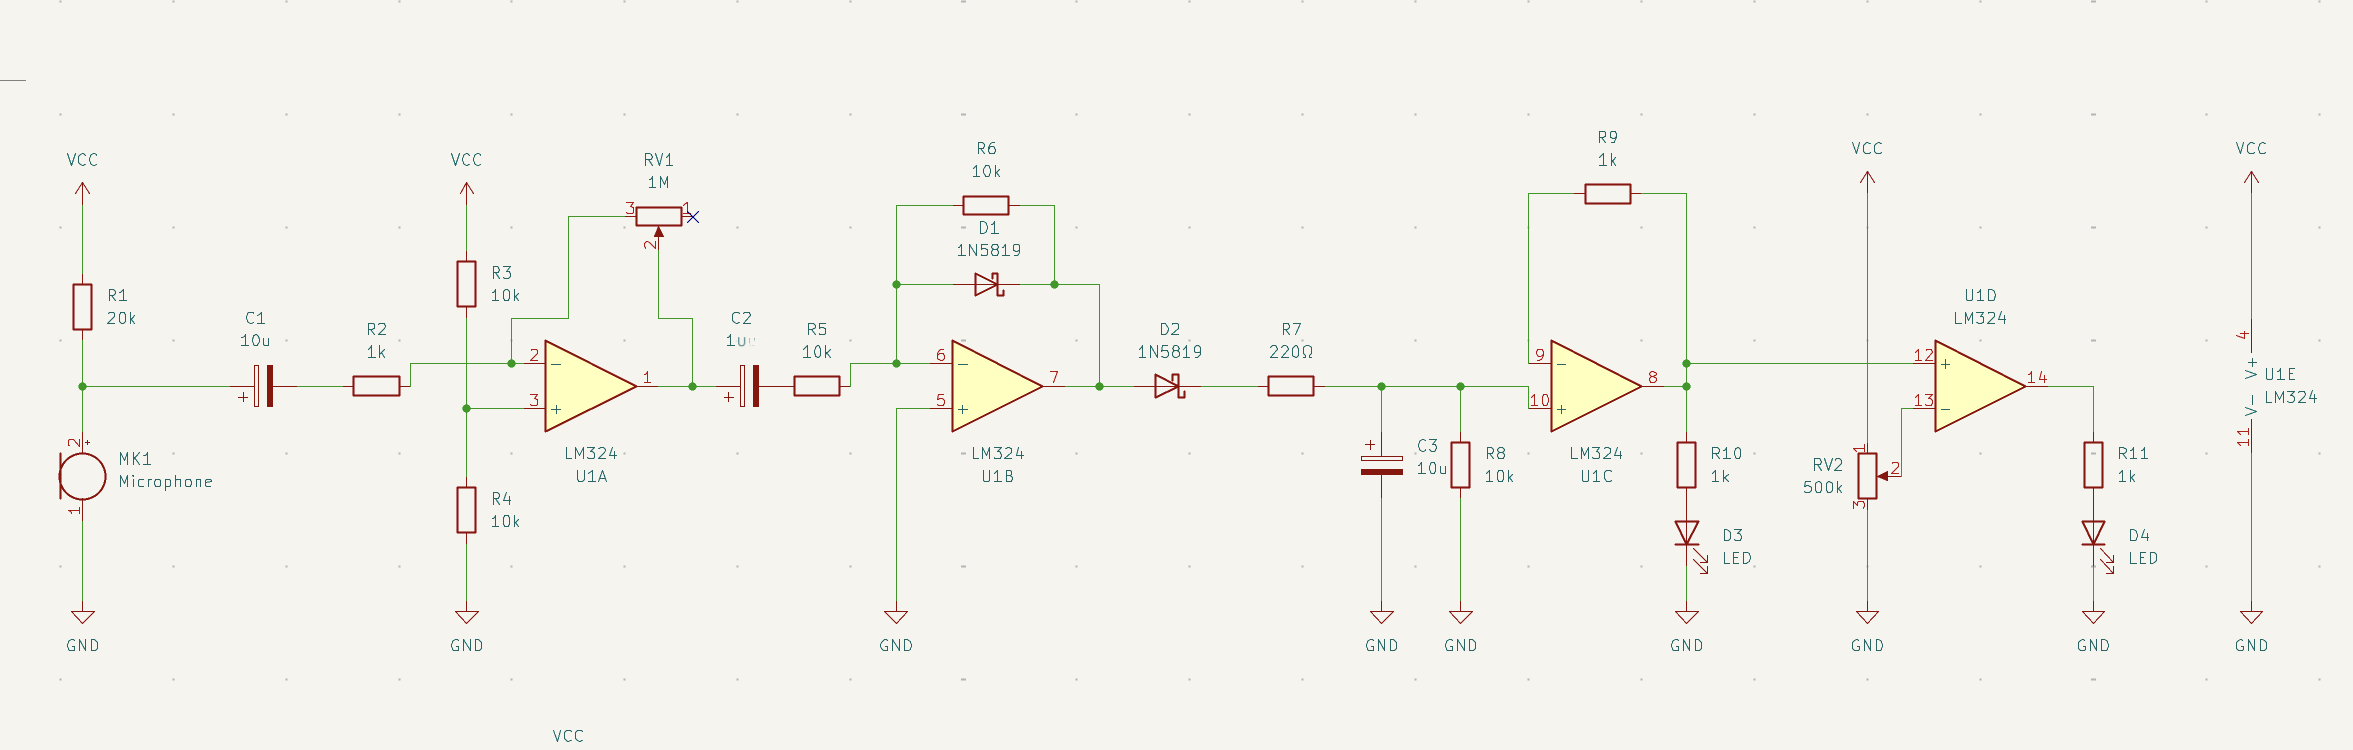 VCC
R1
20k
MK1
Microphone
2
1
GND
C1
10u
+
R2
1k
VCC
R3
10k
R4
10k
GND
RV1
1M
3
1
2
2
3
1
LM324
U1A
C2
+
R5
10k
R6
10k
D1
1N5819
6
5
7
LM324
U1B
GND
D2
1N5819
R7
220Ω
+
C3
10u
GND
R8
10k
GND
R9
1k
9
10
8
LM324
U1C
R10
1k
D3
LED
GND
VCC
RV2
500k
1
2
3
GND
U1D
LM324
12
13
14
R11
1k
D4
LED
GND
VCC
4
V+
U1E
LM324
V-
11
GND
VCC